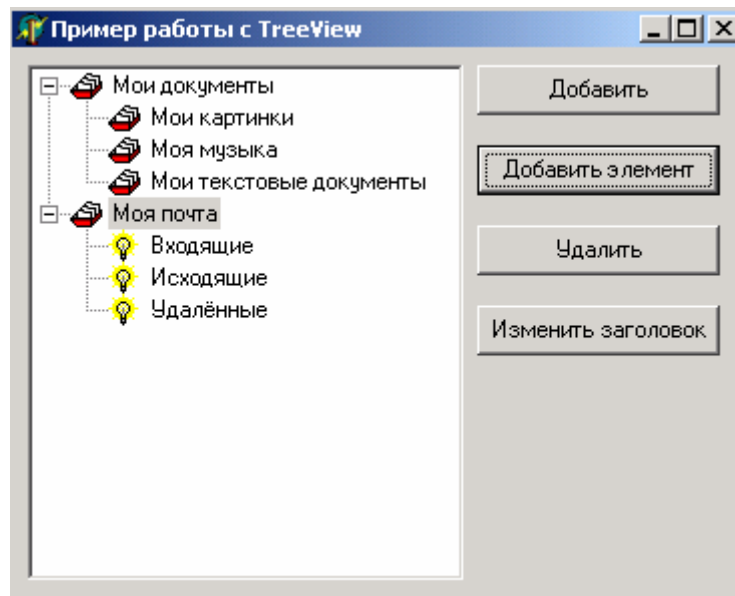 Пример работы с TreeView
Мои документы
Мои картинки
Моя музыка
Мои текстовые документы
Моя почта
Входящие
Исходящие
Удалённые
Добавить
Добавить элемент
Удалить
Изменить заголовок